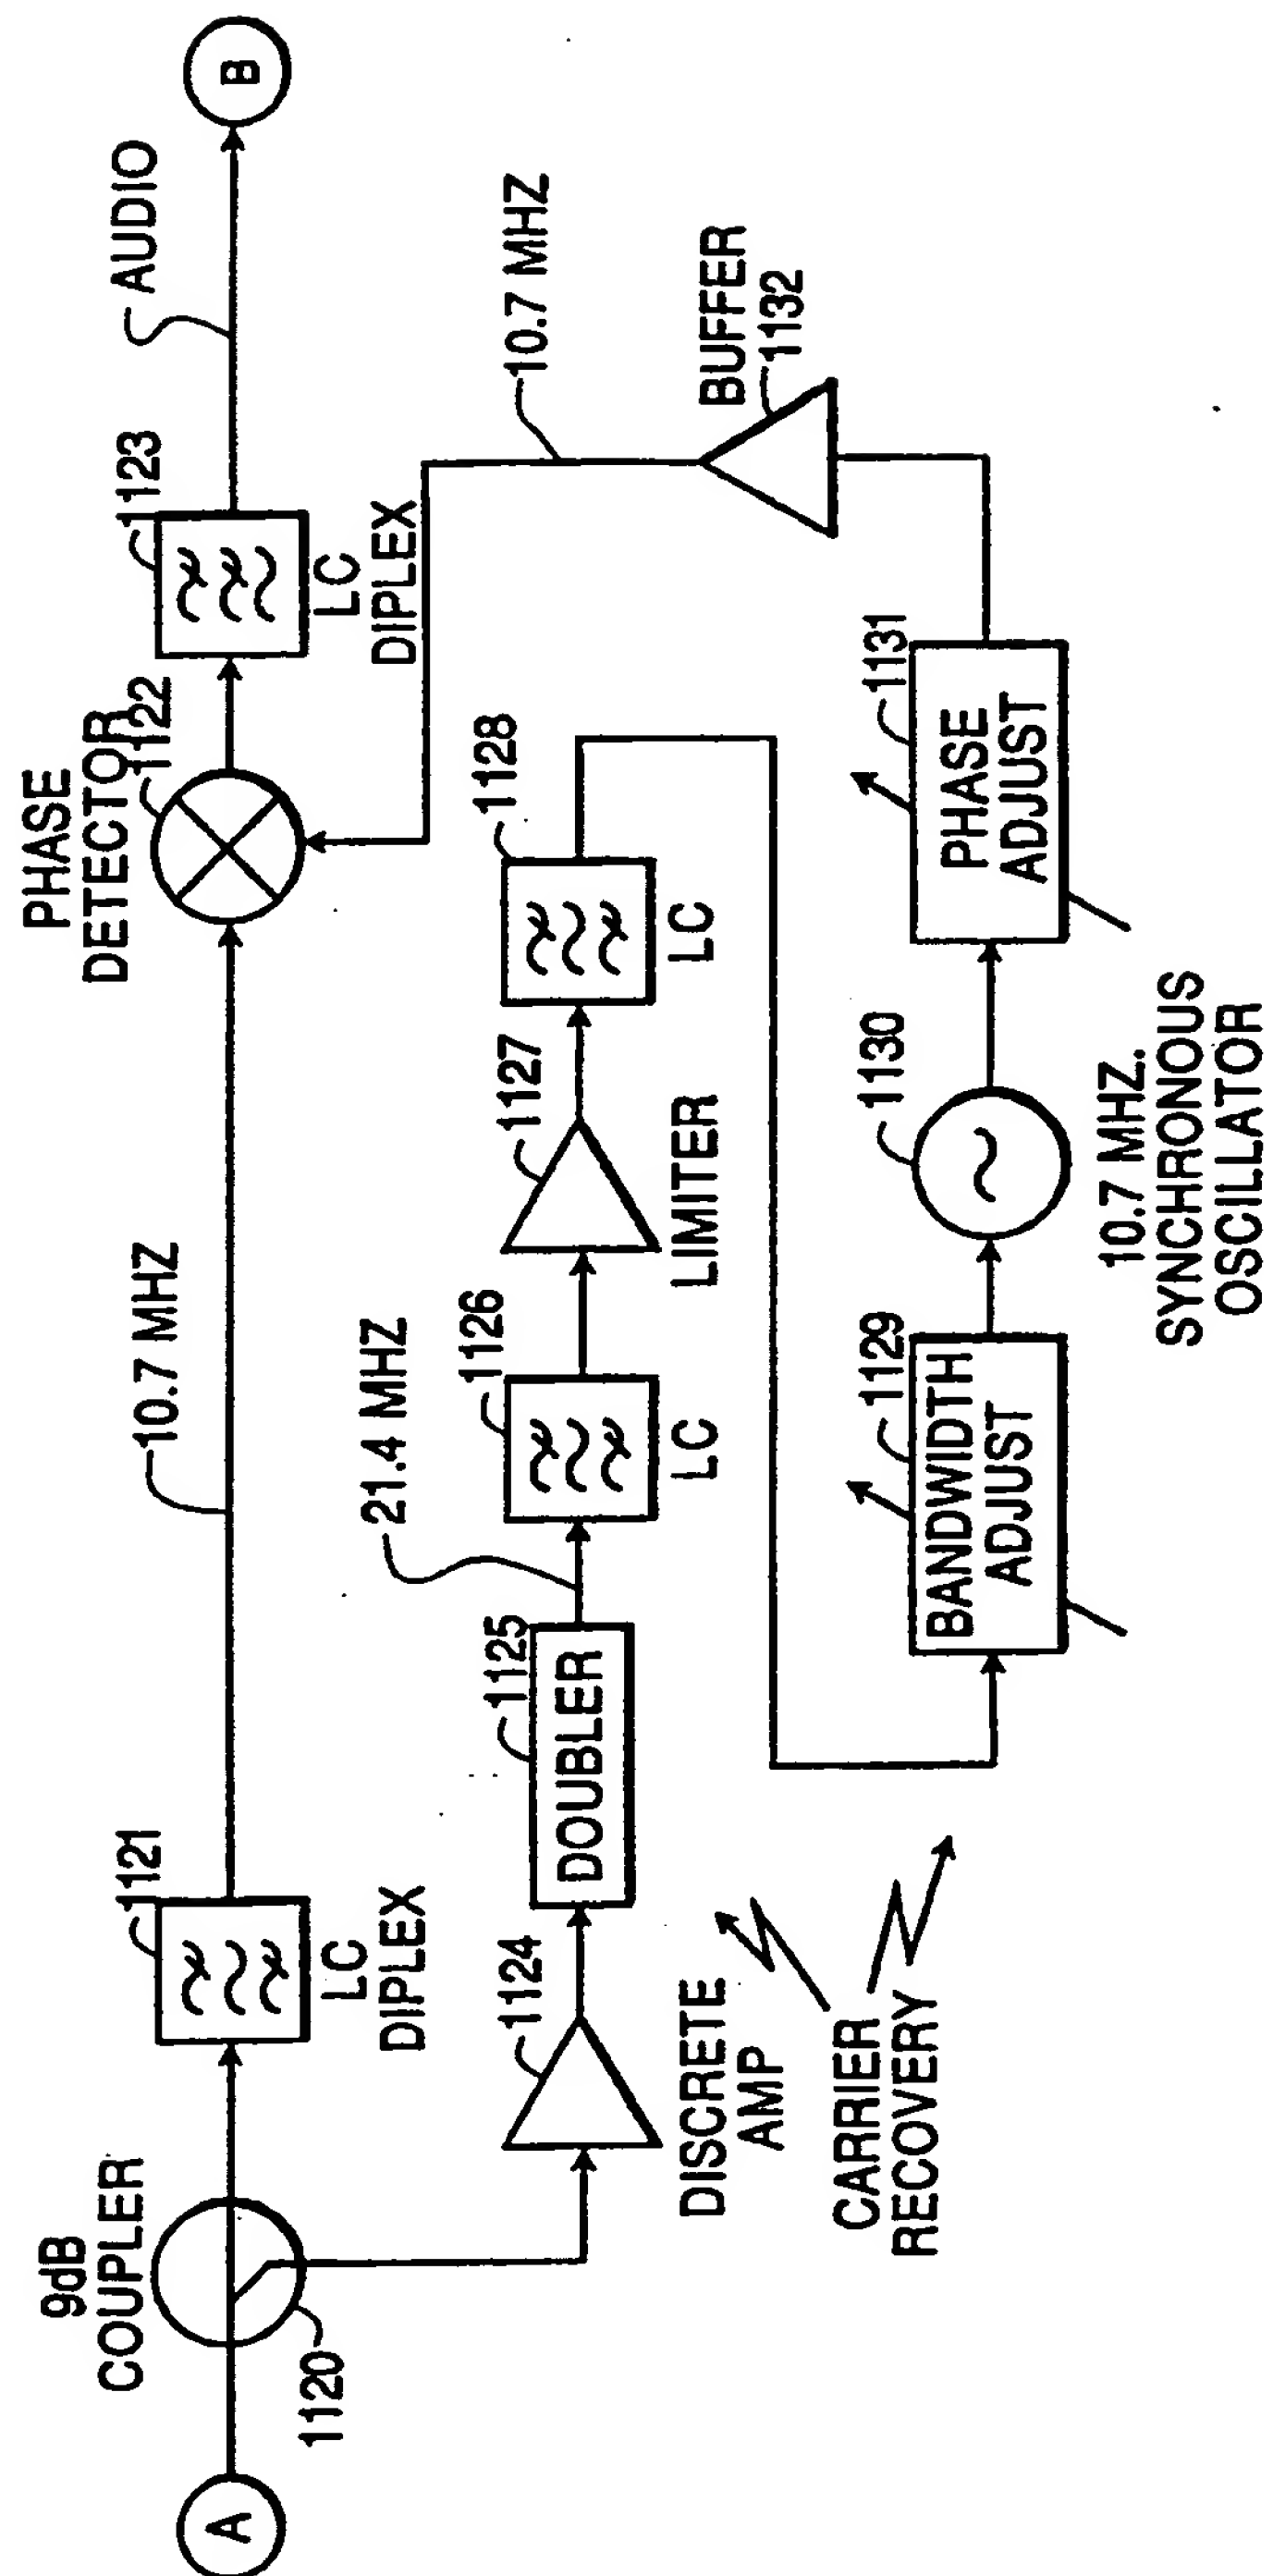 A
9dB
COUPLER
1120
1121
LC
DIPLEX
10.7 MHZ
PHASE
DETECTOR
1122
1123
LC
DIPLEX
AUDIO
B
1124
DISCRETE
AMP
1125
DOUBLER
21.4 MHZ
1126
LC
1127
LIMITER
1128
LC
10.7 MHZ
BUFFER
1132
CARRIER
RECOVERY
1129
BANDWIDTH
ADJUST
1130
10.7 MHZ.
SYNCHRONOUS
OSCILLATOR
1131
PHASE
ADJUST